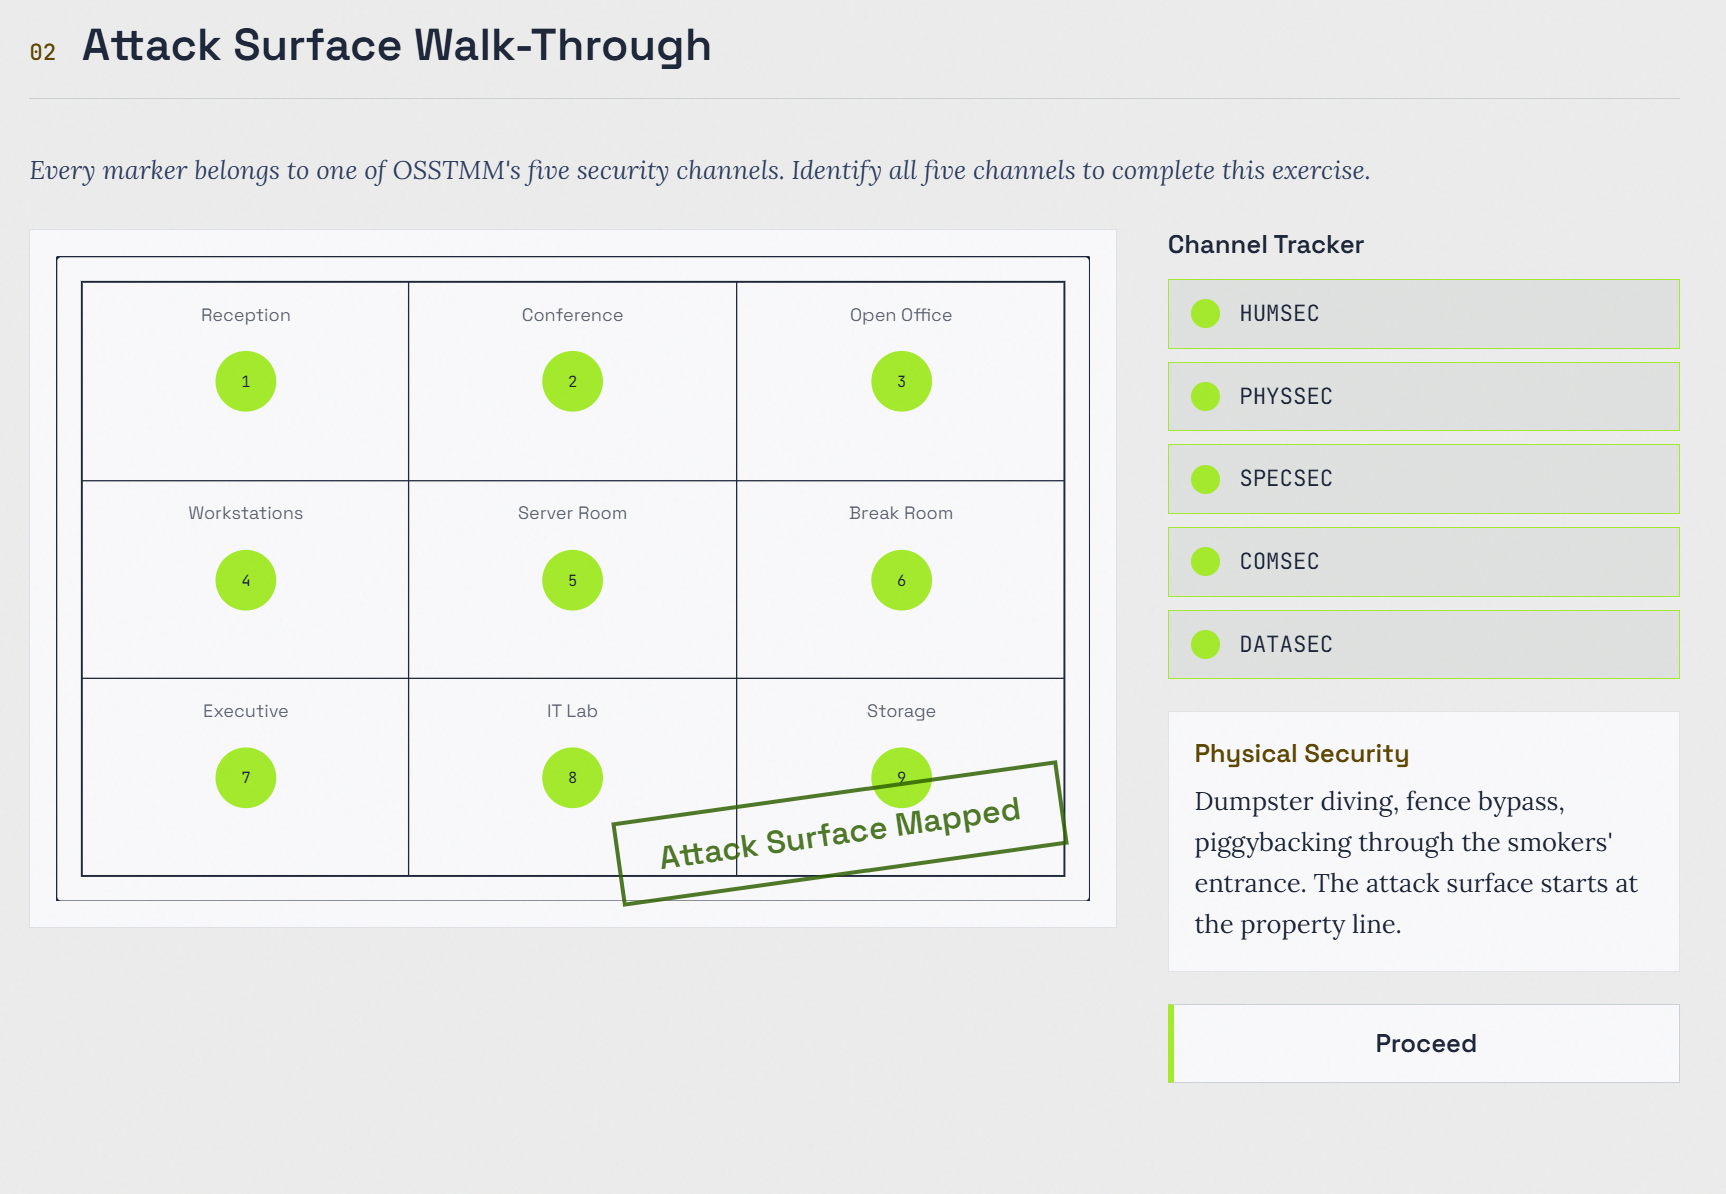 02 Attack Surface Walk-Through
Every marker belongs to one of OSSTMM's five security channels. Identify all five channels to complete this exercise.
Reception
1
Conference
2
Open Office
3
Workstations
4
Server Room
5
Break Room
6
Executive
7
IT Lab
8
Storage
9
Attack Surface Mapped
Channel Tracker
HUMSEC
PHYSSEC
SPECSEC
COMSEC
DATASEC
Physical Security
Dumpster diving, fence bypass,
piggybacking through the smokers'
entrance. The attack surface starts at
the property line.
Proceed